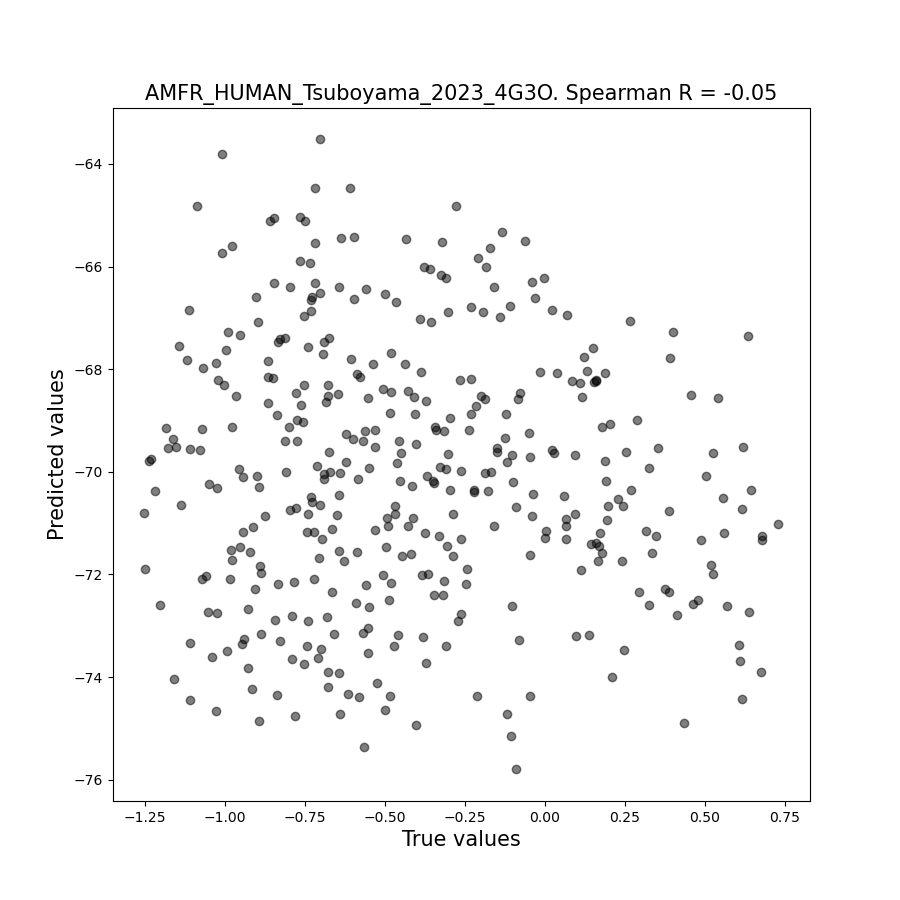 AMFR_HUMAN_Tsuboyama_2023_4G3O. Spearman R = -0.05
Predicted values
−64
−66
−68
−70
−72
−74
−76
−1.25 −1.00 −0.75 −0.50 −0.25 0.00 0.25 0.50 0.75
True values